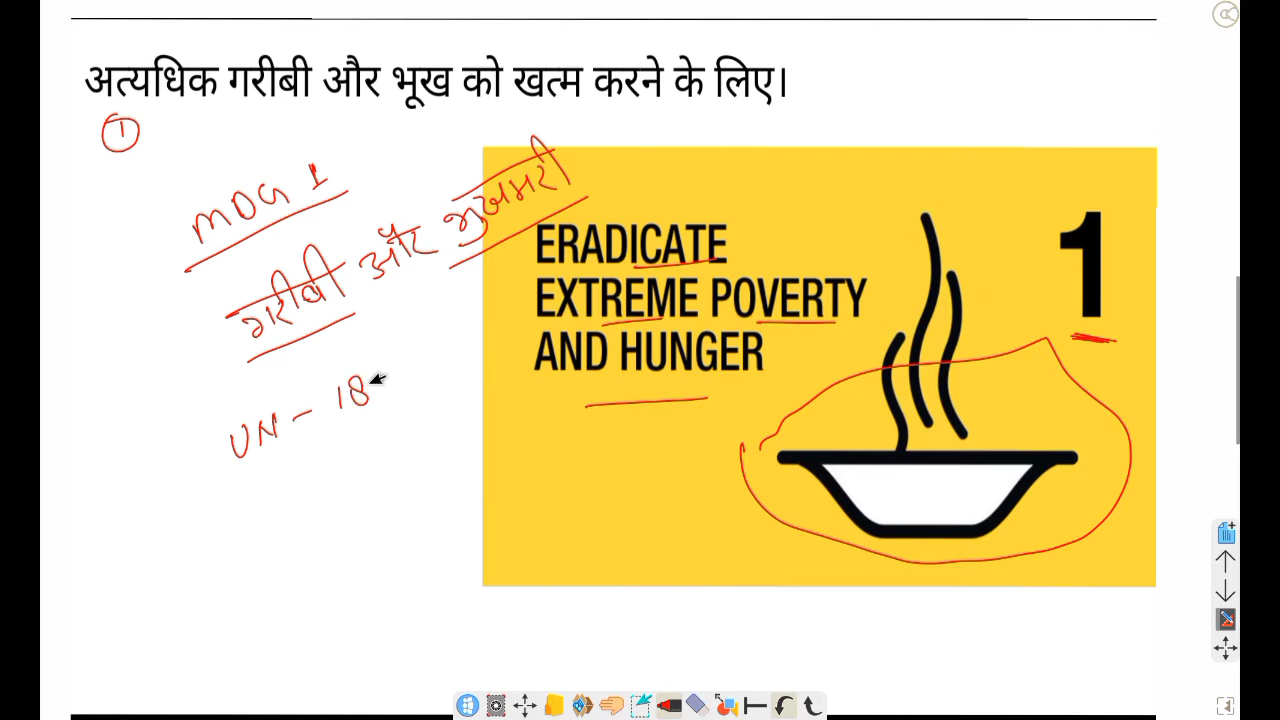 अत्यधिक गरीबी और भूख को खत्म करने के लिए।
1
MDG 1
गरीबी और भुखमरी
UN - 18
ERADICATE
EXTREME POVERTY
AND HUNGER
1